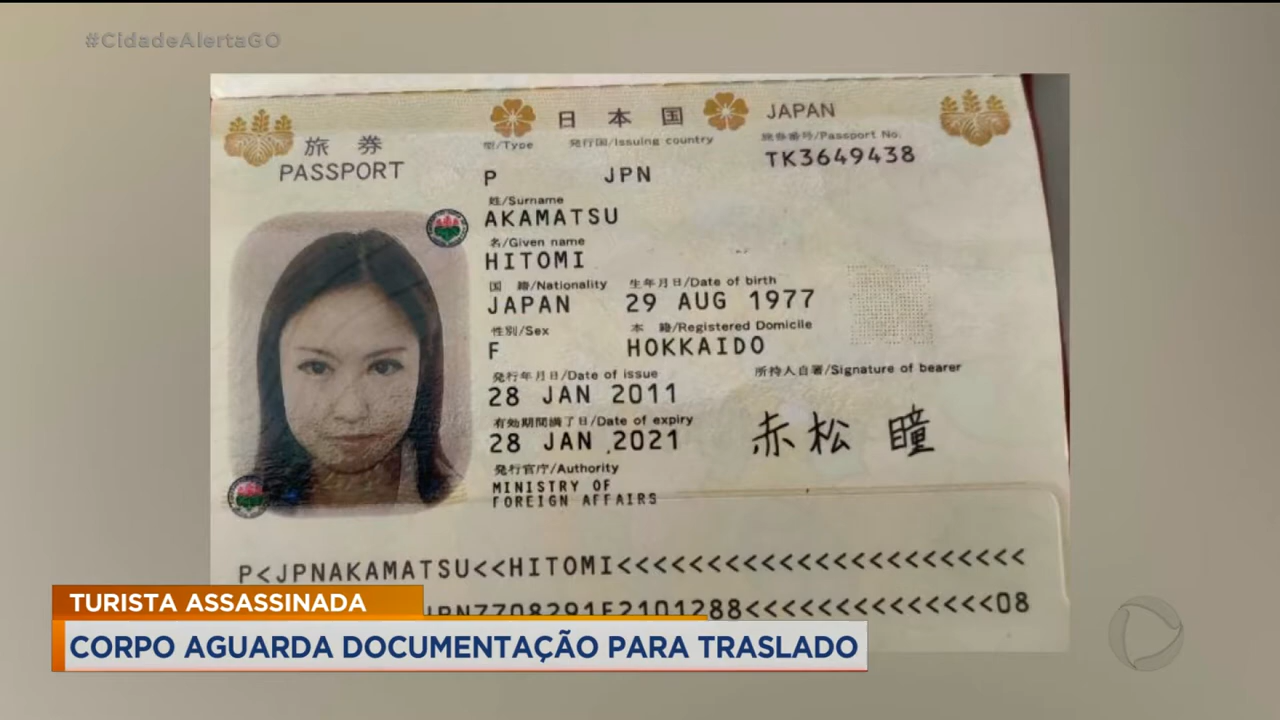 #CidadeAlertaGO
旅 券
PASSPORT
日 本 国
JAPAN
型/Type
発行国/Issuing country
旅券番号/Passport No.
P
JPN
TK3649438
姓/Surname
AKAMATSU
名/Given name
HITOMI
国 籍/Nationality
生年月日/Date of birth
JAPAN
29 AUG 1977
性別/Sex
本 籍/Registered Domicile
F
HOKKAIDO
発行年月日/Date of issue
所持人自署/Signature of bearer
28 JAN 2011
有効期間満了日/Date of expiry
28 JAN 2021
赤松 瞳
発行官庁/Authority
MINISTRY OF
FOREIGN AFFAIRS
P<JPNAKAMATSU<<HITOMI<<<<<<<<<<<<<<<<<<<<<<<
JPN7708291F2101288<<<<<<<<<<<<<<08
TURISTA ASSASSINADA
CORPO AGUARDA DOCUMENTAÇÃO PARA TRASLADO